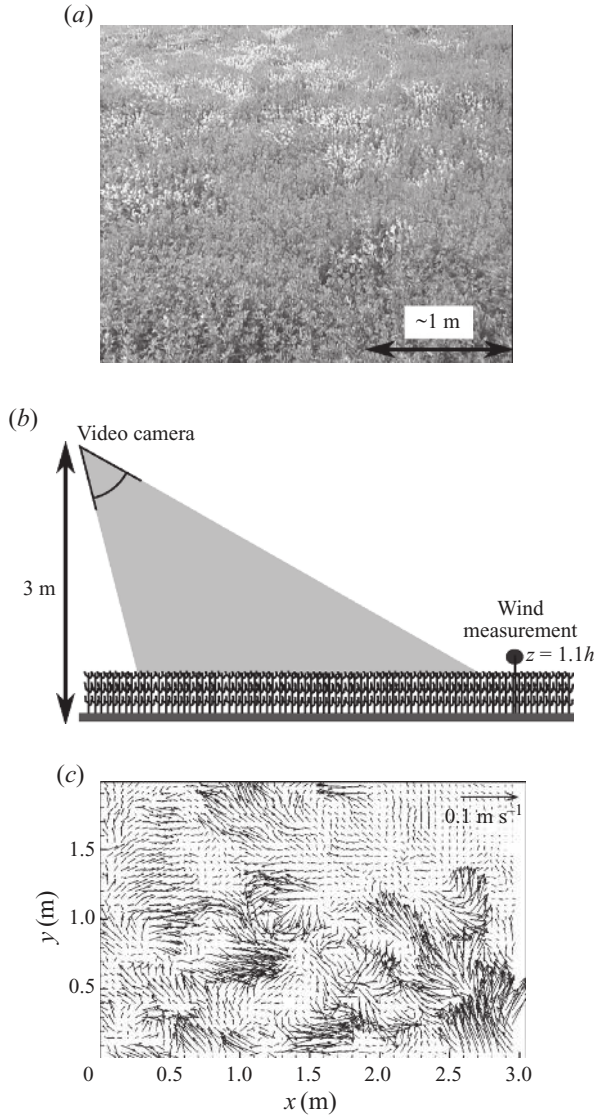 (a)
~1 m
(b)
Video camera
3 m
Wind
measurement
z = 1.1h
(c)
0.1 m s⁻¹
y (m)
1.5
1.0
0.5
0 0.5 1.0 1.5 2.0 2.5 3.0
x (m)